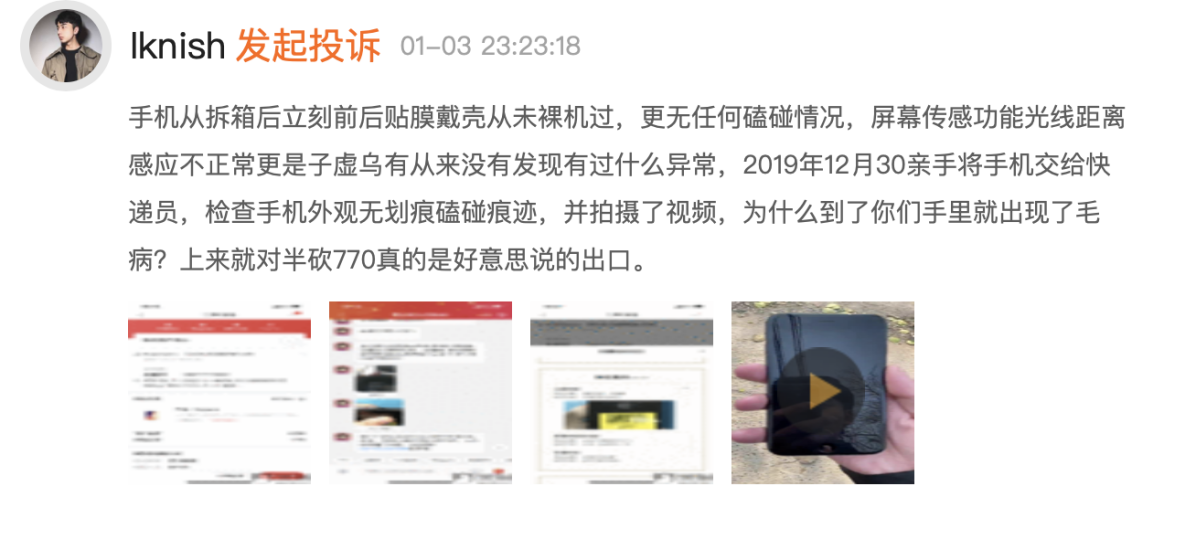 lknish 发起投诉 01-03 23:23:18
手机从拆箱后立刻前后贴膜戴壳从未裸机过，更无任何磕碰情况，屏幕传感功能光线距离
感应不正常更是子虚乌有从来没有发现有过什么异常，2019年12月30亲手将手机交给快
递员，检查手机外观无划痕磕碰痕迹，并拍摄了视频，为什么到了你们手里就出现了毛
病？上来就对半砍770真的是好意思说的出口。